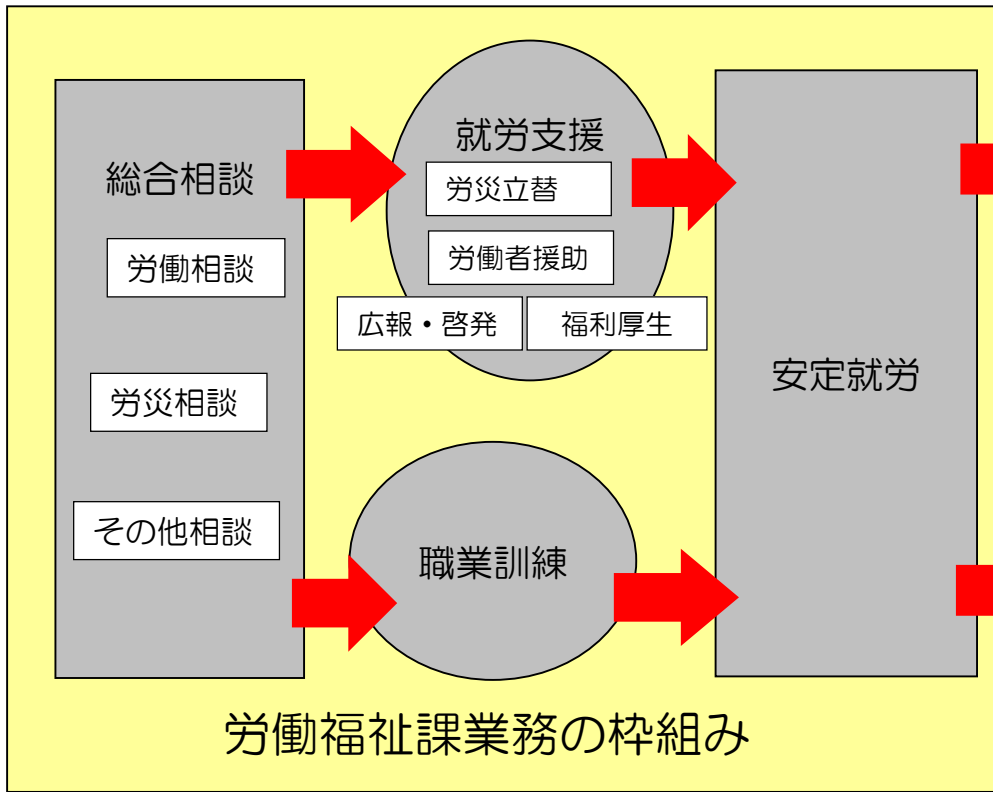 総合相談
労働相談
労災相談
その他相談
就労支援
労災立替
労働者援助
広報・啓発
福利厚生
職業訓練
安定就労
労働福祉課業務の枠組み